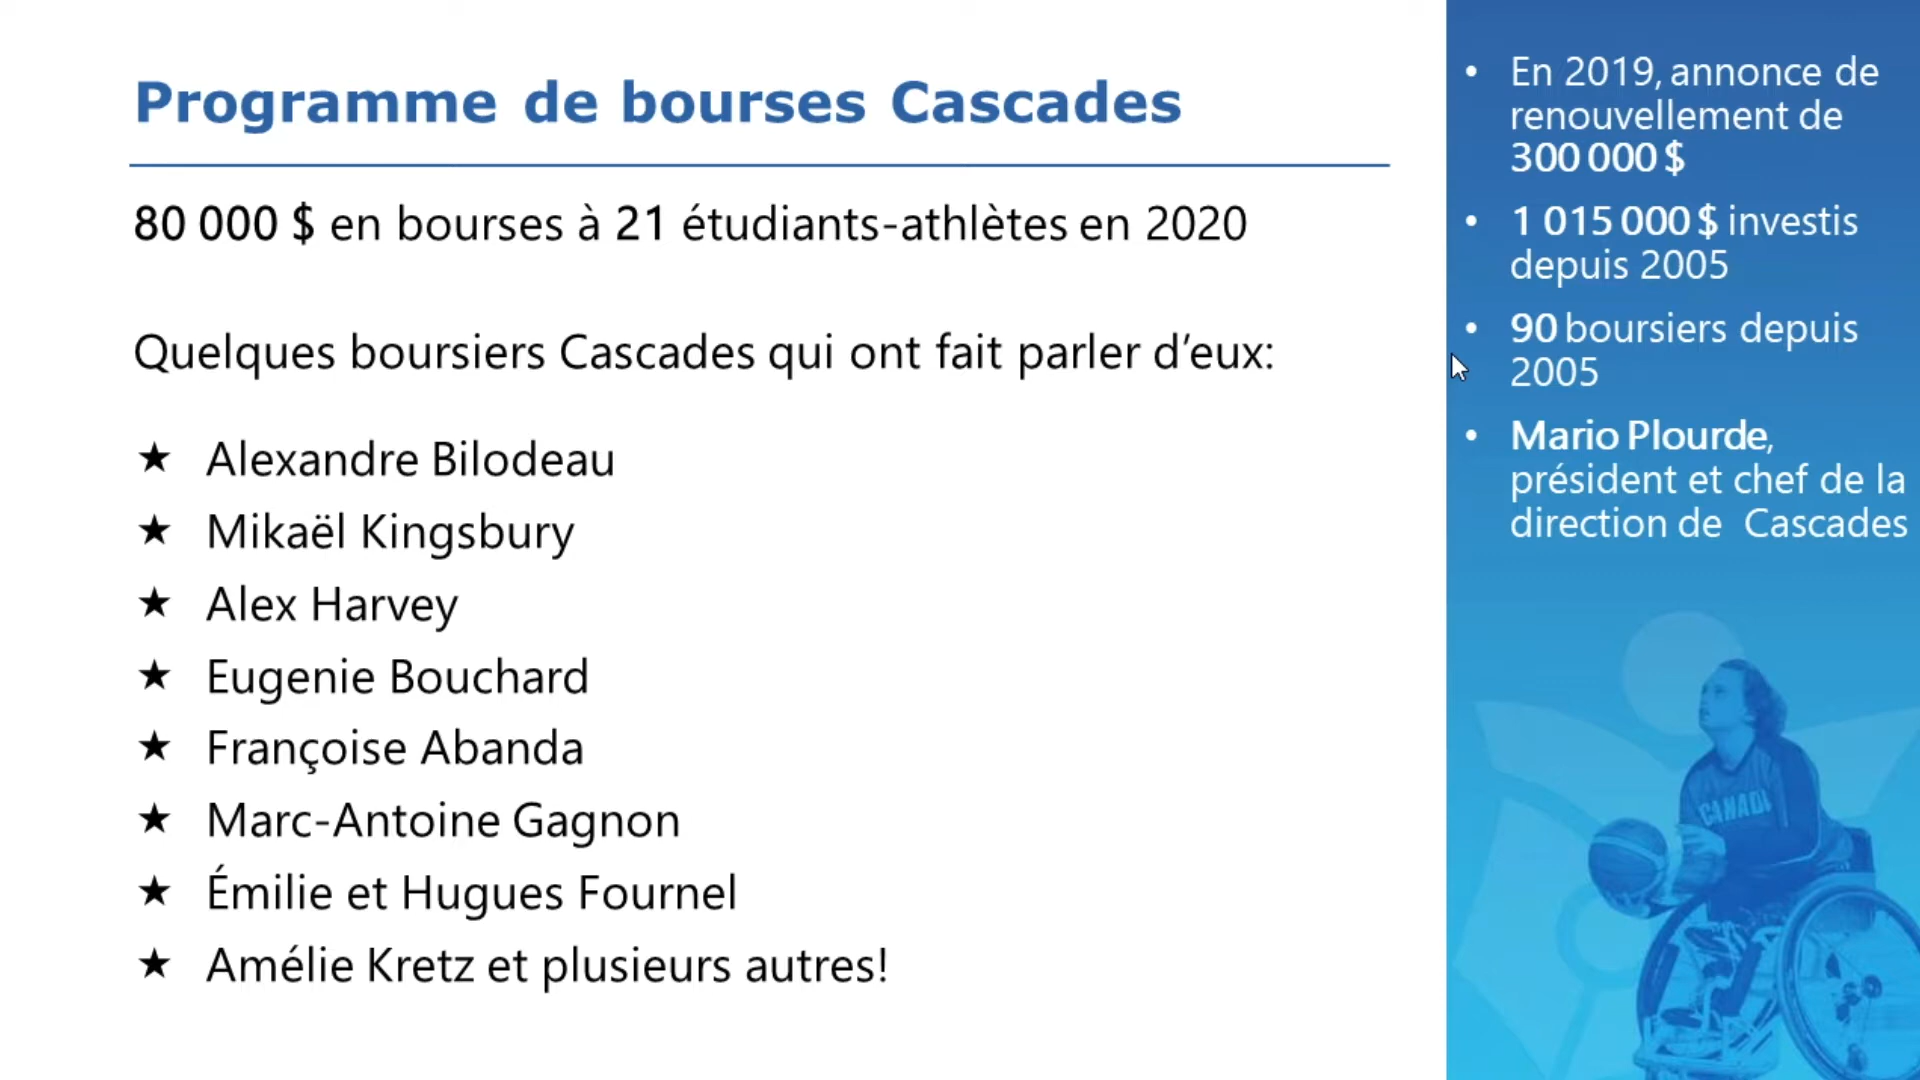 Programme de bourses Cascades
80 000 $ en bourses à 21 étudiants-athlètes en 2020
Quelques boursiers Cascades qui ont fait parler d’eux:
★ Alexandre Bilodeau
★ Mikaël Kingsbury
★ Alex Harvey
★ Eugenie Bouchard
★ Françoise Abanda
★ Marc-Antoine Gagnon
★ Émilie et Hugues Fournel
★ Amélie Kretz et plusieurs autres!
• En 2019, annonce de
renouvellement de
300 000 $
• 1 015 000 $ investis
depuis 2005
• 90 boursiers depuis
2005
• Mario Plourde,
président et chef de la
direction de Cascades
CANADA